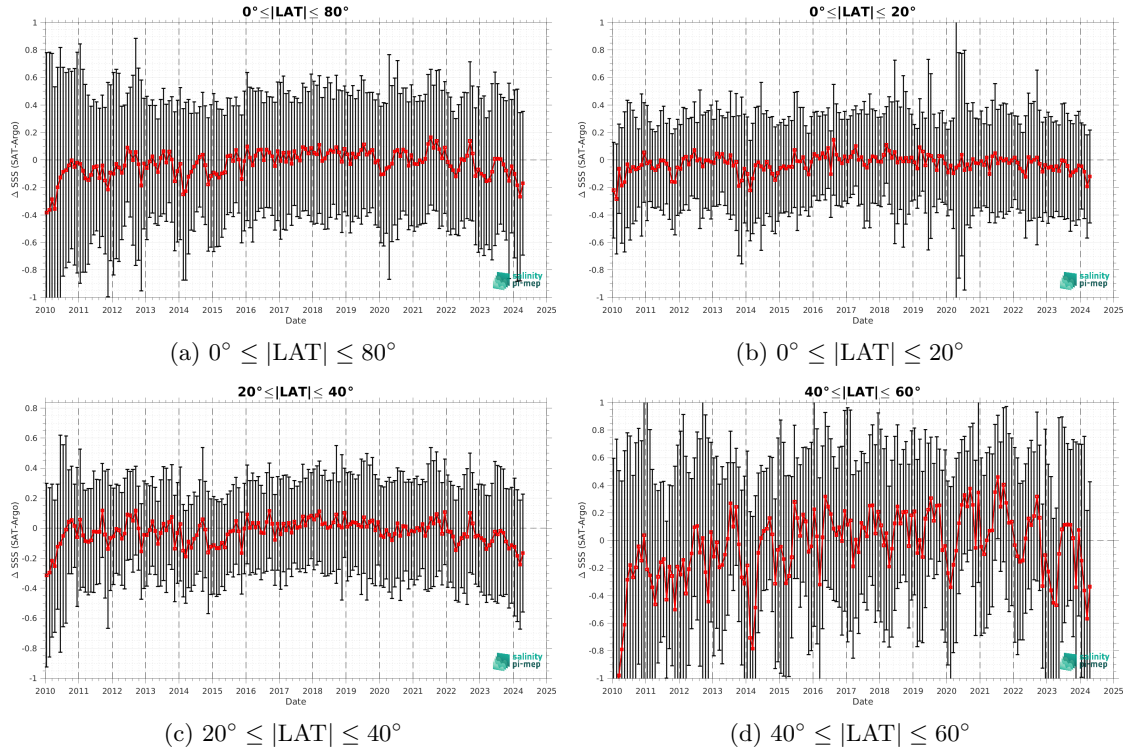 0°≤|LAT|≤ 80°
1
0.8
0.6
0.4
0.2
0
-0.2
-0.4
-0.6
-0.8
-1
Δ SSS (SAT-Argo)
2010 2011 2012 2013 2014 2015 2016 2017 2018 2019 2020 2021 2022 2023 2024 2025
Date
salinity
pi-mep
(a) 0° ≤ |LAT| ≤ 80°
0°≤|LAT|≤ 20°
1
0.8
0.6
0.4
0.2
0
-0.2
-0.4
-0.6
-0.8
-1
Δ SSS (SAT-Argo)
2010 2011 2012 2013 2014 2015 2016 2017 2018 2019 2020 2021 2022 2023 2024 2025
Date
salinity
pi-mep
(b) 0° ≤ |LAT| ≤ 20°
20°≤|LAT|≤ 40°
0.8
0.6
0.4
0.2
0
-0.2
-0.4
-0.6
-0.8
-1
Δ SSS (SAT-Argo)
2010 2011 2012 2013 2014 2015 2016 2017 2018 2019 2020 2021 2022 2023 2024 2025
Date
salinity
pi-mep
(c) 20° ≤ |LAT| ≤ 40°
40°≤|LAT|≤ 60°
1
0.8
0.6
0.4
0.2
0
-0.2
-0.4
-0.6
-0.8
-1
Δ SSS (SAT-Argo)
2010 2011 2012 2013 2014 2015 2016 2017 2018 2019 2020 2021 2022 2023 2024 2025
Date
salinity
pi-mep
(d) 40° ≤ |LAT| ≤ 60°